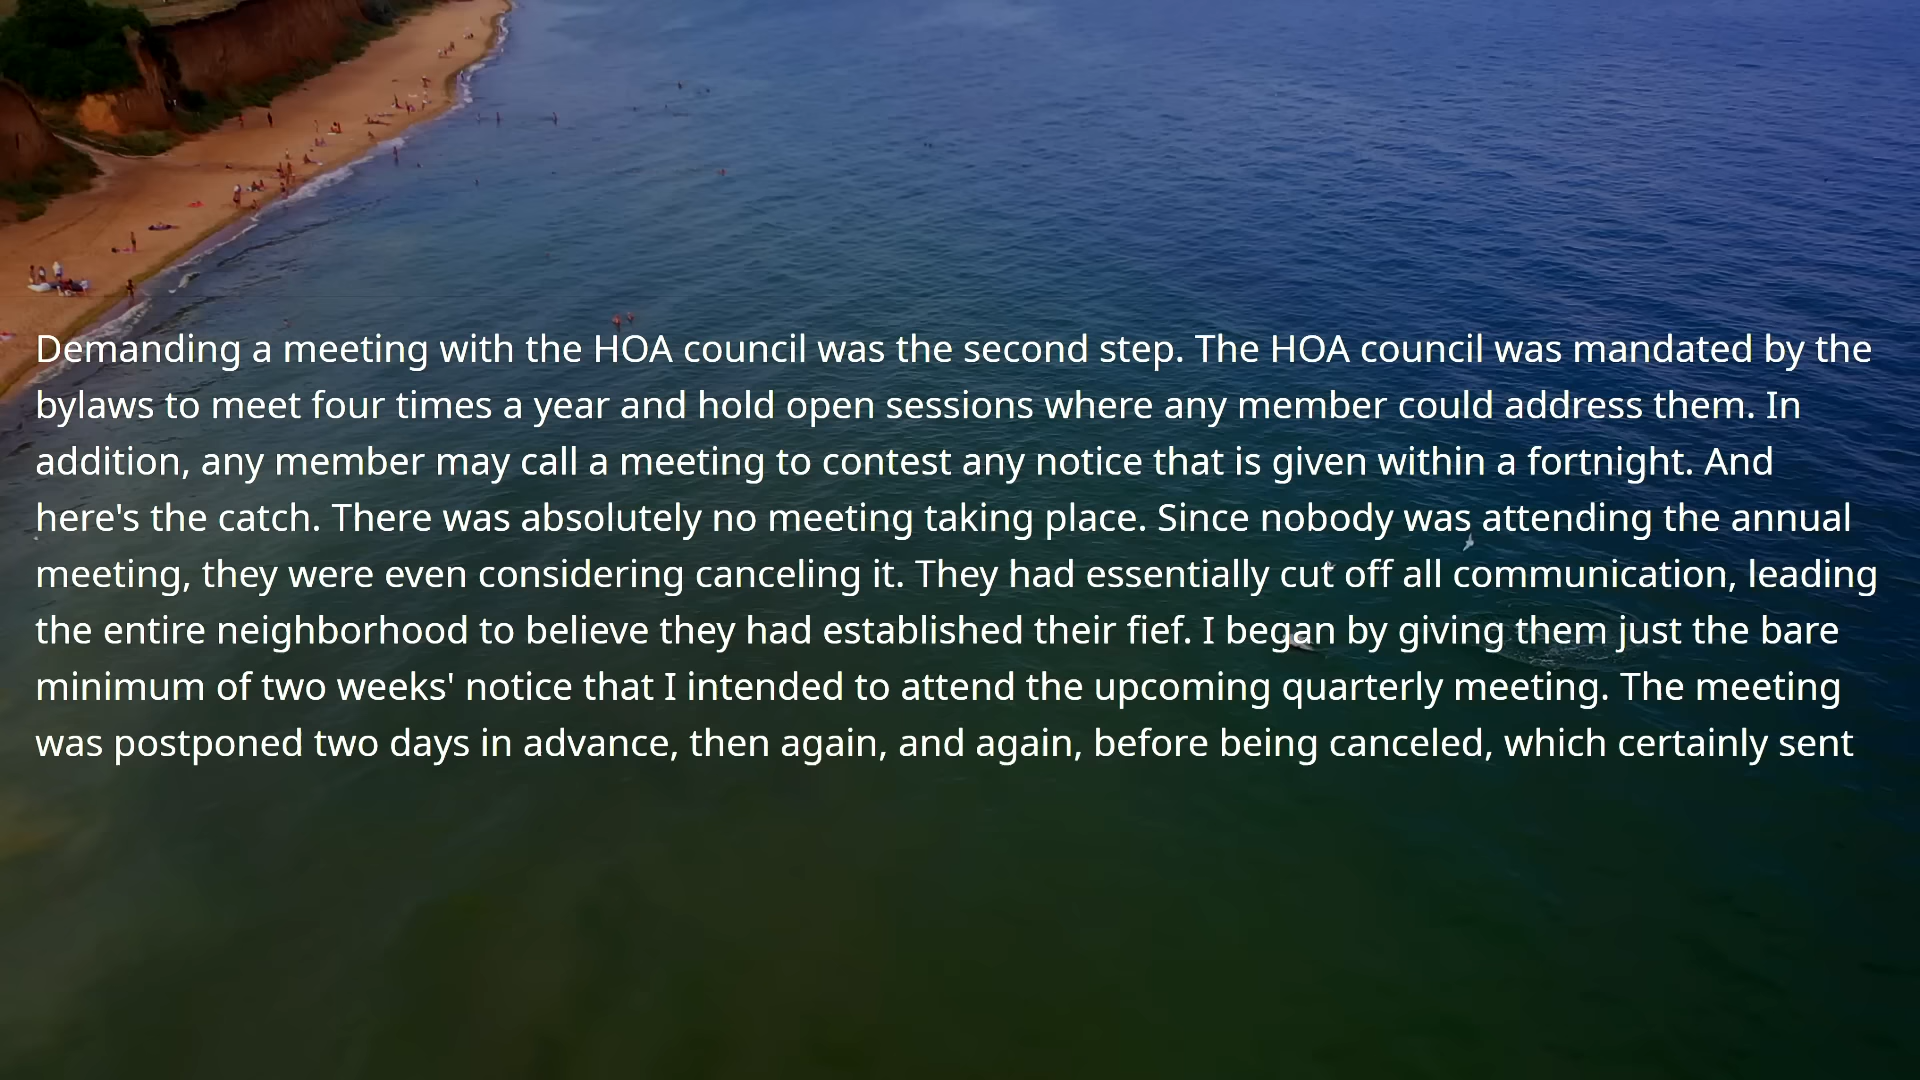 Demanding a meeting with the HOA council was the second step. The HOA council was mandated by the
bylaws to meet four times a year and hold open sessions where any member could address them. In
addition, any member may call a meeting to contest any notice that is given within a fortnight. And
here's the catch. There was absolutely no meeting taking place. Since nobody was attending the annual
meeting, they were even considering canceling it. They had essentially cut off all communication, leading
the entire neighborhood to believe they had established their fief. I began by giving them just the bare
minimum of two weeks' notice that I intended to attend the upcoming quarterly meeting. The meeting
was postponed two days in advance, then again, and again, before being canceled, which certainly sent